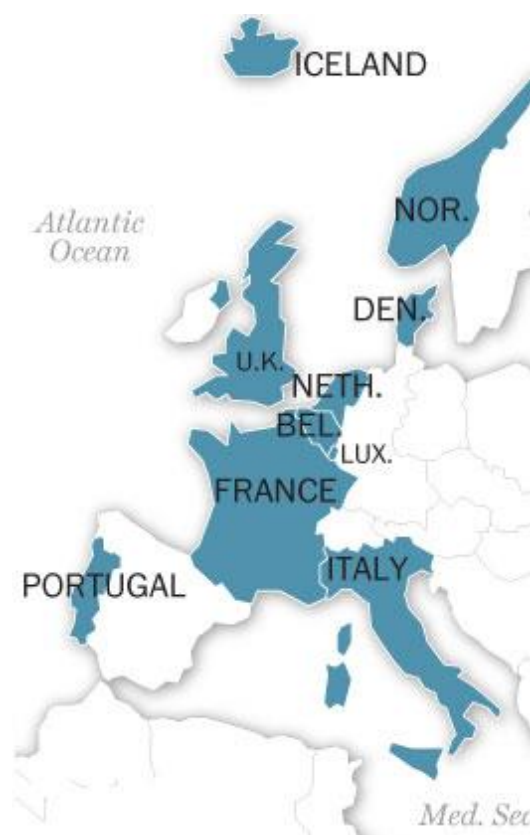 ICELAND
NOR.
Atlantic
Ocean
DEN.
U.K.
NETH.
BEL.
LUX.
FRANCE
ITALY
PORTUGAL
Med. Sea